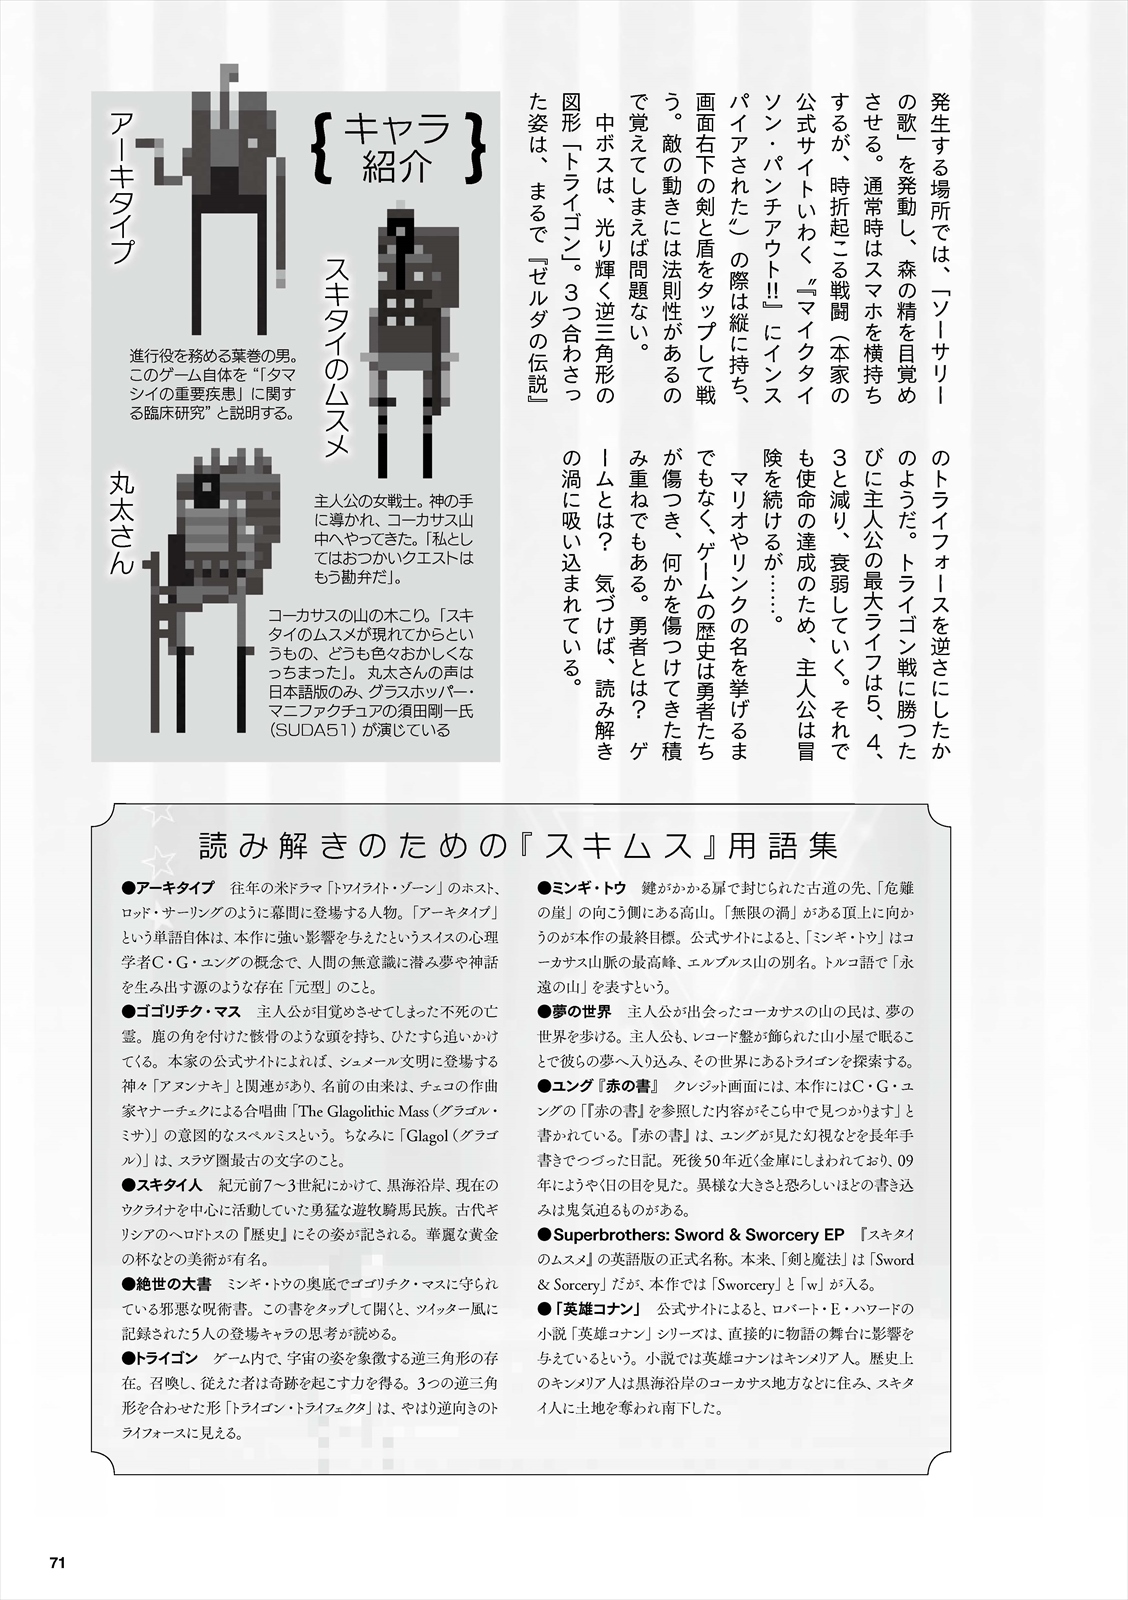 発生する場所では、「ソーサリー
の歌」を発動し、森の精を目覚め
させる。通常時はスマホを横持ち
するが、時折起こる戦闘（本家の
公式サイトいわく〝『マイクタイ
ソン・パンチアウト!!』にインス
パイアされた〟）の際は縦に持ち、
画面右下の剣と盾をタップして戦
う。敵の動きには法則性があるの
で覚えてしまえば問題ない。
　中ボスは、光り輝く逆三角形の
図形「トライゴン」。３つ合わさっ
た姿は、まるで『ゼルダの伝説』
のトライフォースを逆さにしたか
のようだ。トライゴン戦に勝つた
びに主人公の最大ライフは５、４、
３と減り、衰弱していく。それで
も使命の達成のため、主人公は冒
険を続けるが……。
　マリオやリンクの名を挙げるま
でもなく、ゲームの歴史は勇者たち
が傷つき、何かを傷つけてきた積
み重ねでもある。勇者とは？　ゲ
ームとは？　気づけば、読み解き
の渦に吸い込まれている。
{キャラ
紹介}
アーキタイプ
進行役を務める葉巻の男。
このゲーム自体を“「タマ
シイの重要疾患」に関す
る臨床研究”と説明する。
スキタイのムスメ
主人公の女戦士。神の手
に導かれ、コーカサス山
中へやってきた。「私とし
てはおつかいクエストは
もう勘弁だ」。
丸太さん
コーカサスの山の木こり。「スキ
タイのムスメが現れてからとい
うもの、どうも色々おかしくな
っちまった」。丸太さんの声は
日本語版のみ、グラスホッパー・
マニファクチュアの須田剛一氏
（SUDA51）が演じている
読み解きのための『スキムス』用語集
●アーキタイプ　往年の米ドラマ「トワイライト・ゾーン」のホスト、
ロッド・サーリングのように幕間に登場する人物。「アーキタイプ」
という単語自体は、本作に強い影響を与えたというスイスの心理
学者C・G・ユングの概念で、人間の無意識に潜み夢や神話
を生み出す源のような存在「元型」のこと。
●ゴゴリチク・マス　主人公が目覚めさせてしまった不死の亡
霊。鹿の角を付けた骸骨のような頭を持ち、ひたすら追いかけ
てくる。本家の公式サイトによれば、シュメール文明に登場する
神々「アヌンナキ」と関連があり、名前の由来は、チェコの作曲
家ヤナーチェクによる合唱曲「The Glagolithic Mass（グラゴル・
ミサ）」の意図的なスペルミスという。ちなみに「Glagol（グラゴ
ル）」は、スラヴ圏最古の文字のこと。
●スキタイ人　紀元前7〜3世紀にかけて、黒海沿岸、現在の
ウクライナを中心に活動していた勇猛な遊牧騎馬民族。古代ギ
リシアのヘロドトスの『歴史』にその姿が記される。華麗な黄金
の杯などの美術が有名。
●絶世の大書　ミンギ・トウの奥底でゴゴリチク・マスに守られ
ている邪悪な呪術書。この書をタップして開くと、ツイッター風に
記録された5人の登場キャラの思考が読める。
●トライゴン　ゲーム内で、宇宙の姿を象徴する逆三角形の存
在。召喚し、従えた者は奇跡を起こす力を得る。3つの逆三角
形を合わせた形「トライゴン・トライフェクタ」は、やはり逆向きのト
ライフォースに見える。
●ミンギ・トウ　鍵がかかる扉で封じられた古道の先、「危難
の崖」の向こう側にある高山。「無限の渦」がある頂上に向か
うのが本作の最終目標。公式サイトによると、「ミンギ・トウ」はコ
ーカサス山脈の最高峰、エルブルス山の別名。トルコ語で「永
遠の山」を表すという。
●夢の世界　主人公が出会ったコーカサスの山の民は、夢の
世界を歩ける。主人公も、レコード盤が飾られた山小屋で眠るこ
とで彼らの夢へ入り込み、その世界にあるトライゴンを探索する。
●ユング『赤の書』　クレジット画面には、本作にはC・G・ユ
ングの「『赤の書』を参照した内容がそこら中で見つかります」と
書かれている。『赤の書』は、ユングが見た幻視などを長年手
書きでつづった日記。死後50年近く金庫にしまわれており、09
年にようやく日の目を見た。異様な大きさと恐ろしいほどの書き込
みは鬼気迫るものがある。
●Superbrothers: Sword & Sworcery EP　『スキタイ
のムスメ』の英語版の正式名称。本来、「剣と魔法」は「Sword
& Sorcery」だが、本作では「Sworcery」と「w」が入る。
●「英雄コナン」　公式サイトによると、ロバート・E・ハワードの
小説「英雄コナン」シリーズは、直接的に物語の舞台に影響を
与えているという。小説では英雄コナンはキンメリア人。歴史上
のキンメリア人は黒海沿岸のコーカサス地方などに住み、スキタ
イ人に土地を奪われ南下した。
71